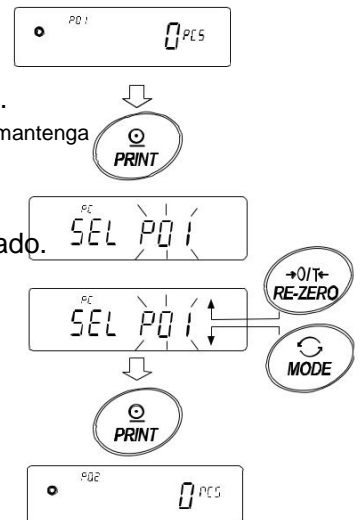 P01
0 PCS
.
mantenga
PRINT
PC
SEL P01
ado.
→0/T←
RE-ZERO
PC
SEL P01
MODE
PRINT
P02
0 PCS